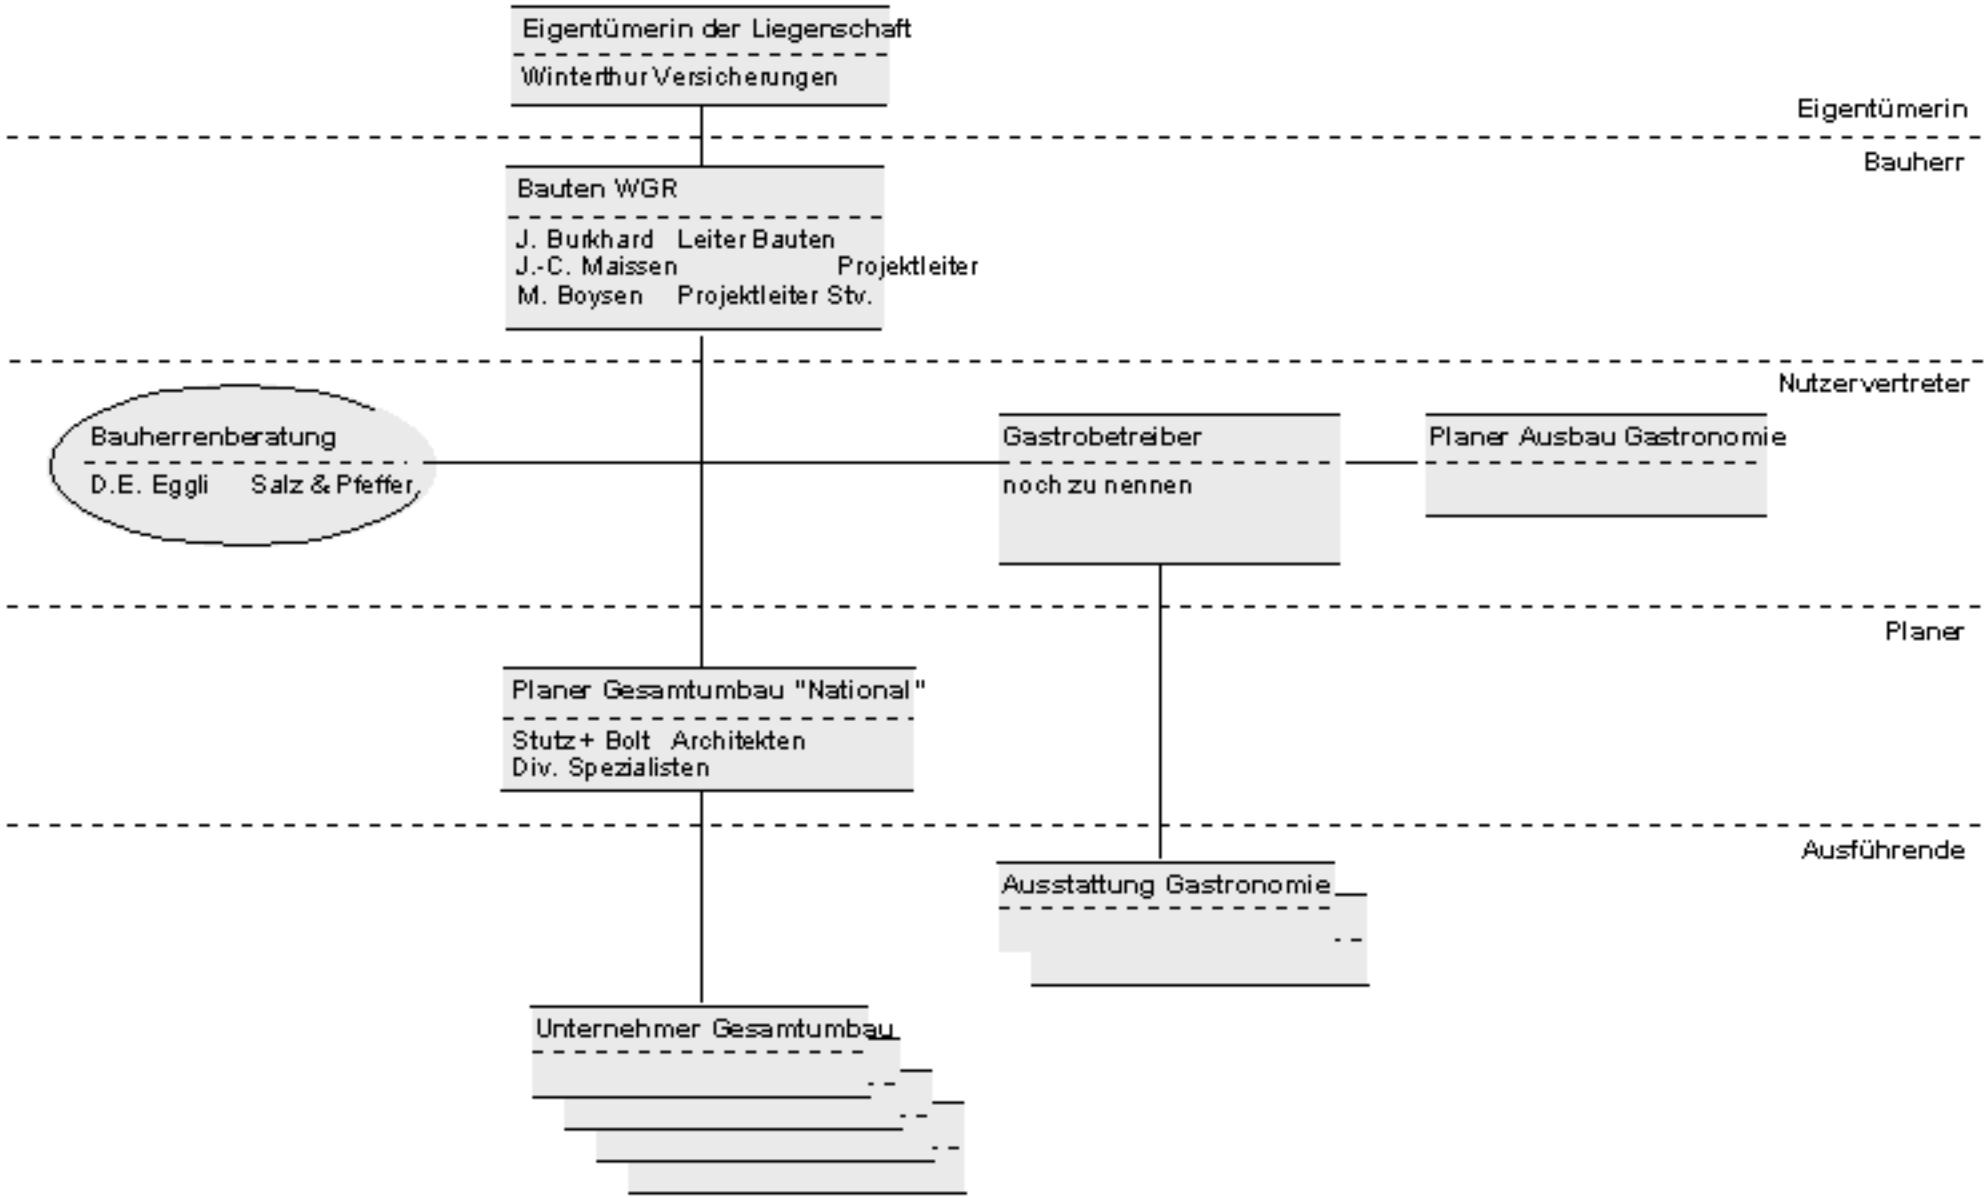 Eigentümerin der Liegenschaft
Winterthur Versicherungen
Eigentümerin
Bauherr
Bauten WGR
J. Burkhard Leiter Bauten
J.-C. Maissen Projektleiter
M. Boysen Projektleiter Stv.
Nutzervertreter
Bauherrenberatung
D.E. Eggli Salz & Pfeffer
Gastrobetreiber
noch zu nennen
Planer Ausbau Gastronomie
Planer
Planer Gesamtumbau "National"
Stutz + Bolt Architekten
Div. Spezialisten
Ausführende
Ausstattung Gastronomie
Unternehmer Gesamtumbau